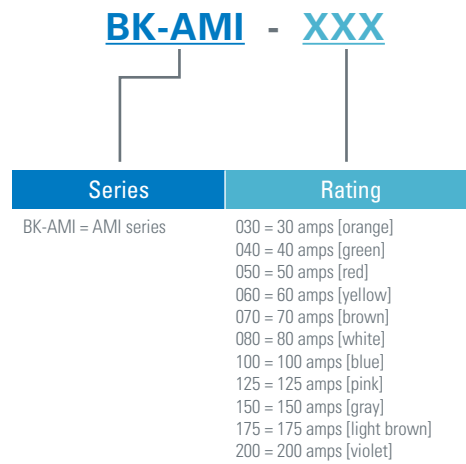 BK-AMI - XXX
Series Rating
BK-AMI = AMI series
030 = 30 amps [orange]
040 = 40 amps [green]
050 = 50 amps [red]
060 = 60 amps [yellow]
070 = 70 amps [brown]
080 = 80 amps [white]
100 = 100 amps [blue]
125 = 125 amps [pink]
150 = 150 amps [gray]
175 = 175 amps [light brown]
200 = 200 amps [violet]